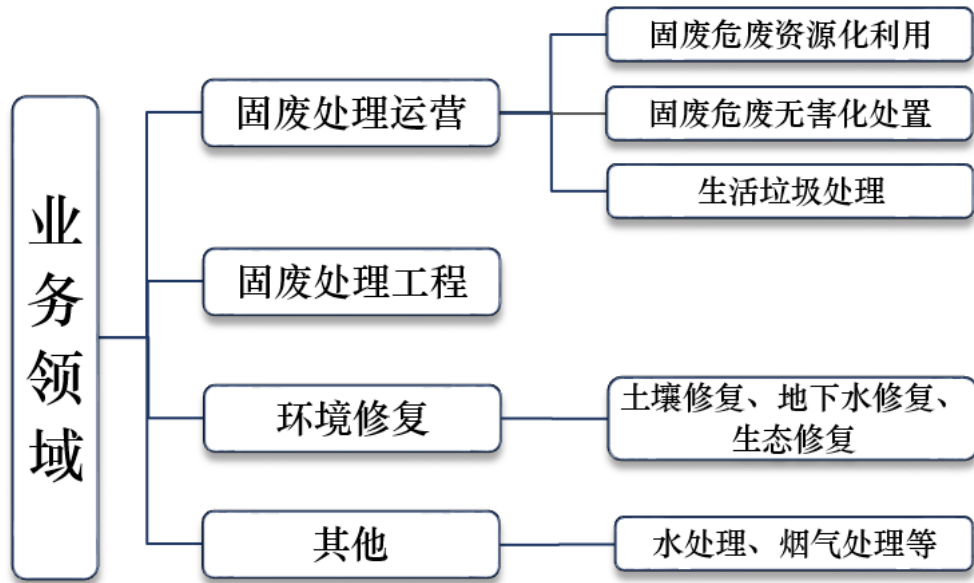 业务领域
固废处理运营
固废危废资源化利用
固废危废无害化处置
生活垃圾处理
固废处理工程
环境修复
土壤修复、地下水修复、
生态修复
其他
水处理、烟气处理等